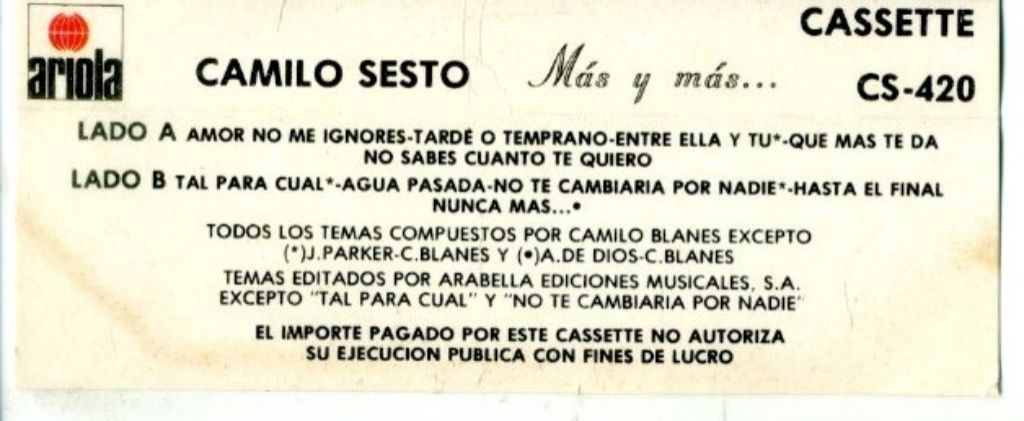 ariola
CASSETTE
CAMILO SESTO Más y más... CS-420
LADO A AMOR NO ME IGNORES-TARDE O TEMPRANO-ENTRE ELLA Y TU*-QUE MAS TE DA
NO SABES CUANTO TE QUIERO
LADO B TAL PARA CUAL*-AGUA PASADA-NO TE CAMBIARIA POR NADIE*-HASTA EL FINAL
NUNCA MAS...•
TODOS LOS TEMAS COMPUESTOS POR CAMILO BLANES EXCEPTO
(*)J.PARKER-C.BLANES Y (•)A.DE DIOS-C.BLANES
TEMAS EDITADOS POR ARABELLA EDICIONES MUSICALES, S.A.
EXCEPTO "TAL PARA CUAL" Y "NO TE CAMBIARIA POR NADIE"
EL IMPORTE PAGADO POR ESTE CASSETTE NO AUTORIZA
SU EJECUCION PUBLICA CON FINES DE LUCRO